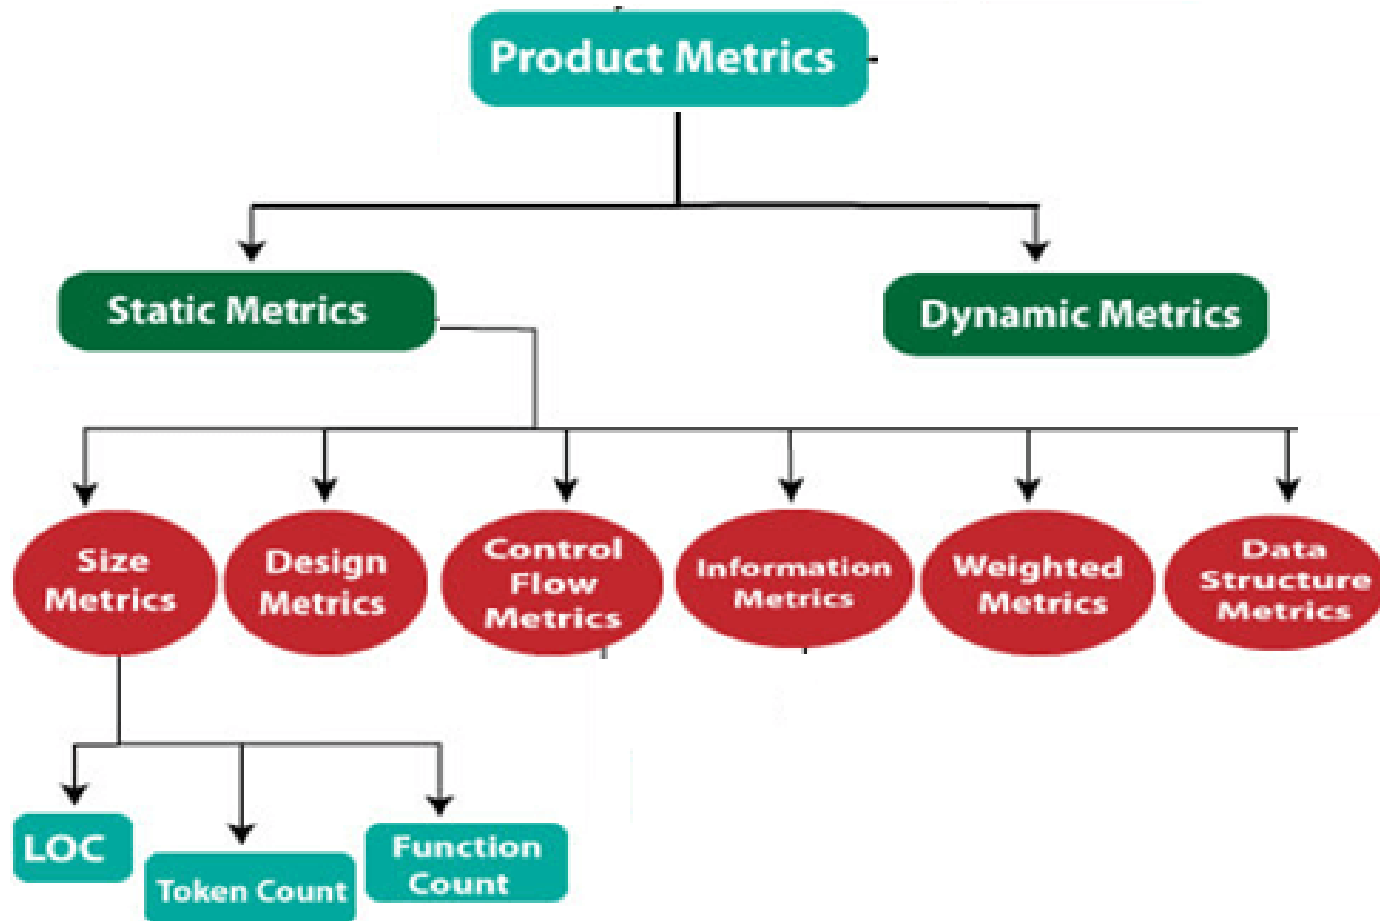 Product Metrics
Static Metrics
Dynamic Metrics
Size
Metrics
Design
Metrics
Control
Flow
Metrics
Information
Metrics
Weighted
Metrics
Data
Structure
Metrics
LOC
Token Count
Function
Count